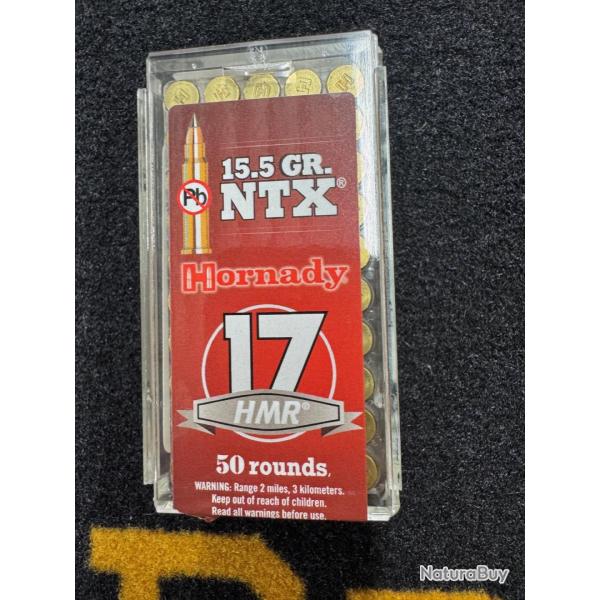 15.5 GR.
Pb
NTX®
Hornady
17
HMR®
50 rounds,
WARNING: Range 2 miles, 3 kilometers.
Keep out of reach of children.
Read all warnings before use.
NaturaBuy